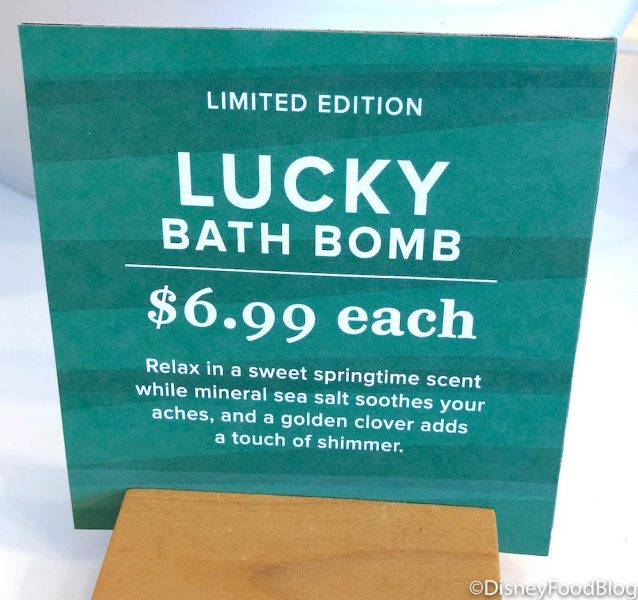 LIMITED EDITION
LUCKY
BATH BOMB
$6.99 each
Relax in a sweet springtime scent
while mineral sea salt soothes your
aches, and a golden clover adds
a touch of shimmer.
©DisneyFoodBlog